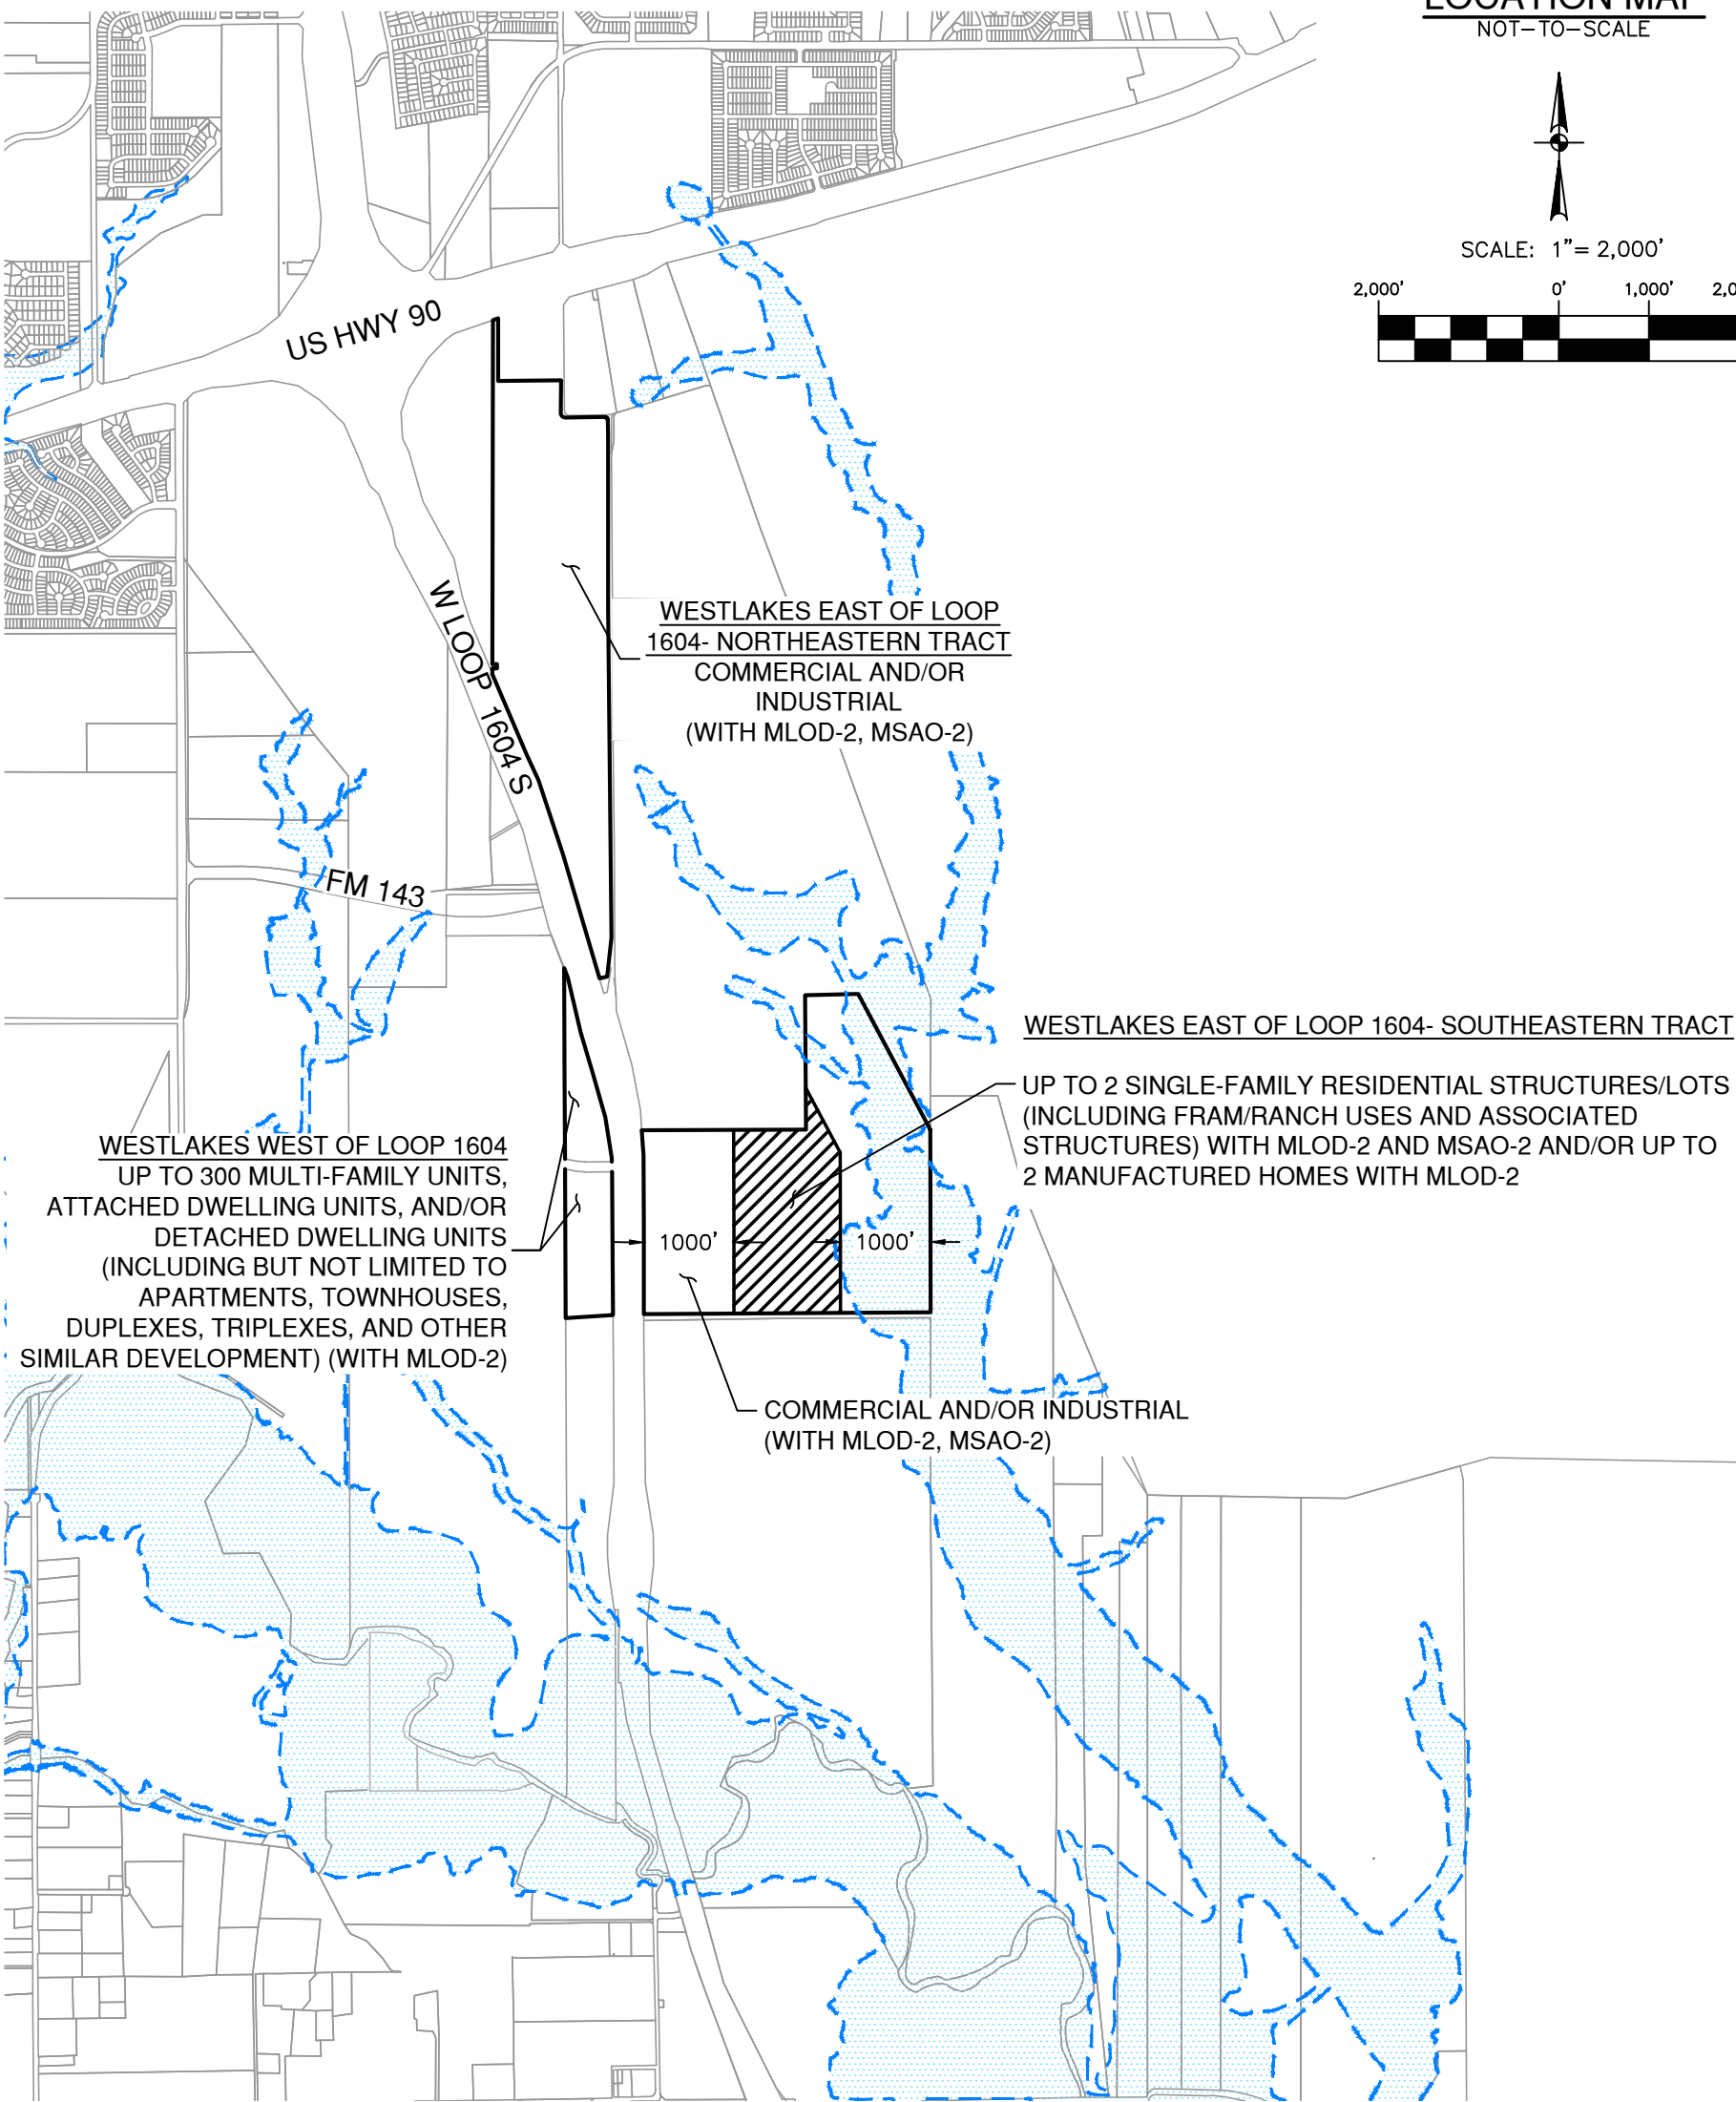 LOCATION MAP
NOT-TO-SCALE
SCALE: 1"= 2,000'
2,000' 0' 1,000'
US HWY 90
W LOOP 1604 S
WESTLAKES EAST OF LOOP
1604- NORTHEASTERN TRACT
COMMERCIAL AND/OR
INDUSTRIAL
(WITH MLOD-2, MSAO-2)
FM 143
WESTLAKES EAST OF LOOP 1604- SOUTHEASTERN TRACT
UP TO 2 SINGLE-FAMILY RESIDENTIAL STRUCTURES/LOTS
(INCLUDING FRAM/RANCH USES AND ASSOCIATED
STRUCTURES) WITH MLOD-2 AND MSAO-2 AND/OR UP TO
2 MANUFACTURED HOMES WITH MLOD-2
WESTLAKES WEST OF LOOP 1604
UP TO 300 MULTI-FAMILY UNITS,
ATTACHED DWELLING UNITS, AND/OR
DETACHED DWELLING UNITS
(INCLUDING BUT NOT LIMITED TO
APARTMENTS, TOWNHOUSES,
DUPLEXES, TRIPLEXES, AND OTHER
SIMILAR DEVELOPMENT) (WITH MLOD-2)
1000' 1000'
COMMERCIAL AND/OR INDUSTRIAL
(WITH MLOD-2, MSAO-2)